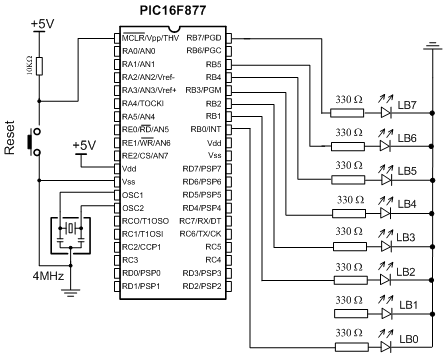 PIC16F877
+5V
10KΩ
Reset
+5V
4MHz
MCLR/Vpp/THV
RA0/AN0
RA1/AN1
RA2/AN2/Vref-
RA3/AN3/Vref+
RA4/TOCKI
RA5/AN4
RE0/RD/AN5
RE1/WR/AN6
RE2/CS/AN7
Vdd
Vss
OSC1
OSC2
RCO/T1OSO
RC1/T1OSI
RC2/CCP1
RC3
RD0/PSP0
RD1/PSP1
RB7/PGD
RB6/PGC
RB5
RB4
RB3/PGM
RB2
RB1
RB0/INT
Vdd
Vss
RD7/PSP7
RD6/PSP6
RD5/PSP5
RD4/PSP4
RC7/RX/DT
RC6/TX/CK
RC5
RC4
RD3/PSP3
RD2/PSP2
330 Ω
LB7
330 Ω
LB6
330 Ω
LB5
330 Ω
LB4
330 Ω
LB3
330 Ω
LB2
330 Ω
LB1
330 Ω
LB0